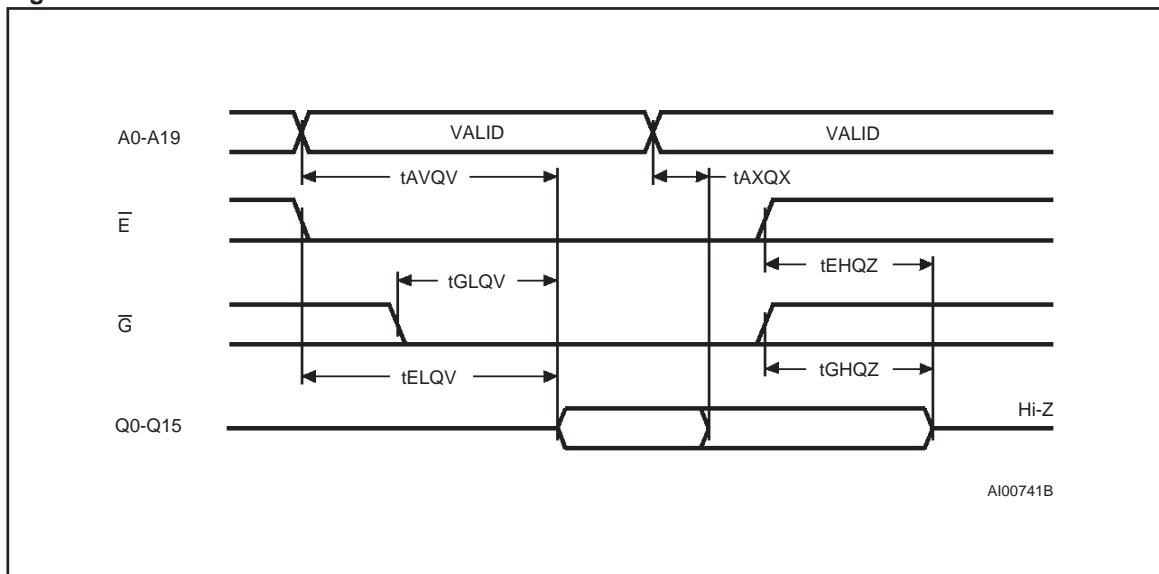 A0-A19
VALID
VALID
tAVQV
tAXQX
E
tEHQZ
tGLQV
G
tGHQZ
tELQV
Q0-Q15
Hi-Z
AI00741B